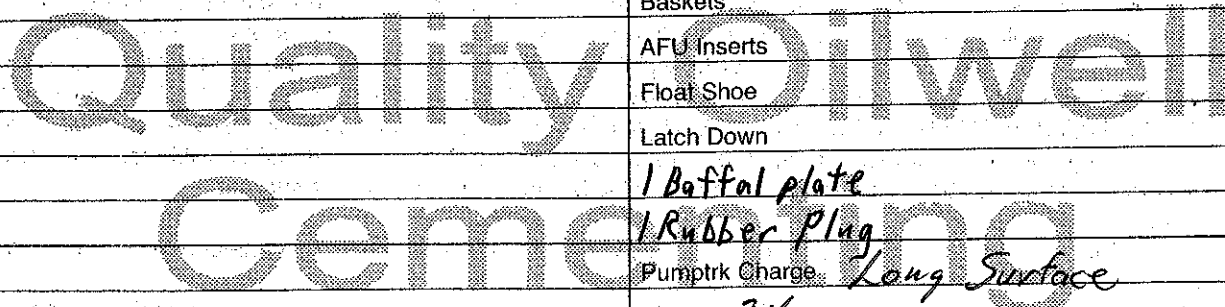 Baskets
Quality Oilwell
AFU Inserts
Float Shoe
Latch Down
1 Baffal plate
1 Rubber Plug
Cementing
Pumptrk Charge Long Surface